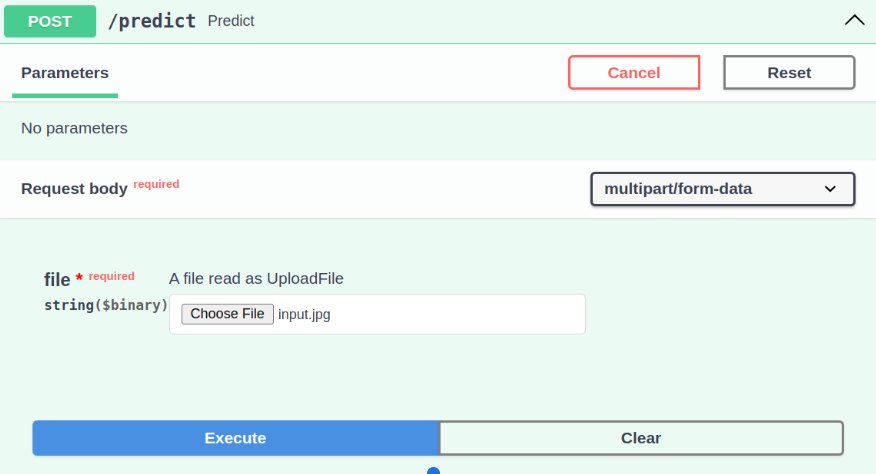 POST /predict Predict
Parameters Cancel Reset
No parameters
Request body required multipart/form-data
file * required A file read as UploadFile
string($binary) Choose File input.jpg
Execute Clear